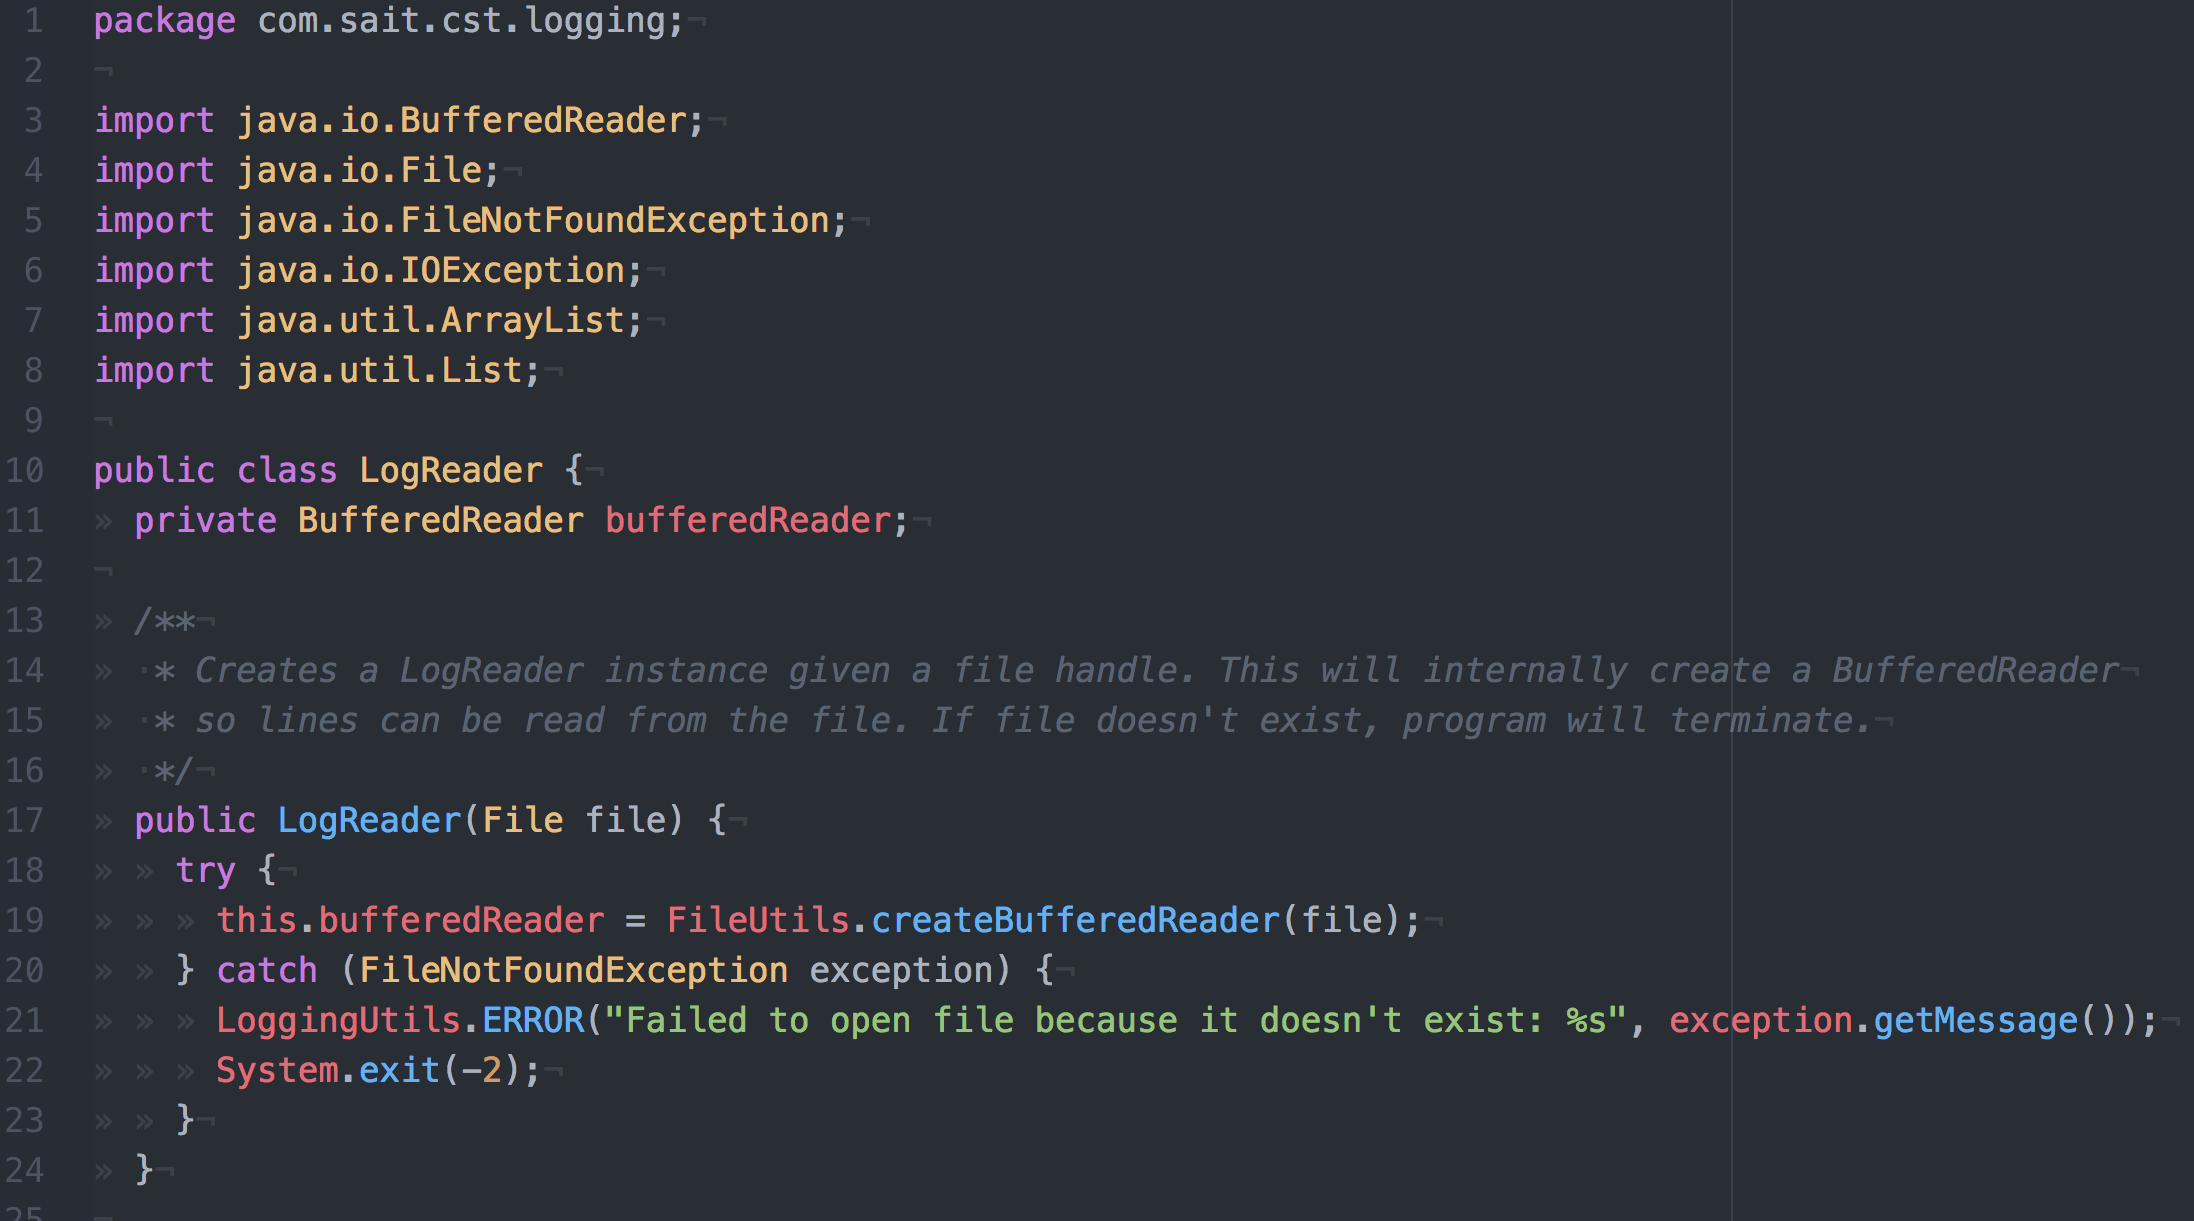 1 package com.sait.cst.logging;¬
2 ¬
3 import java.io.BufferedReader;¬
4 import java.io.File;¬
5 import java.io.FileNotFoundException;¬
6 import java.io.IOException;¬
7 import java.util.ArrayList;¬
8 import java.util.List;¬
9 ¬
10 public class LogReader {¬
11 » private BufferedReader bufferedReader;¬
12 ¬
13 » /**¬
14 » ·* Creates a LogReader instance given a file handle. This will internally create a BufferedReader¬
15 » ·* so lines can be read from the file. If file doesn't exist, program will terminate.¬
16 » ·*/¬
17 » public LogReader(File file) {¬
18 » » try {¬
19 » » » this.bufferedReader = FileUtils.createBufferedReader(file);¬
20 » » } catch (FileNotFoundException exception) {¬
21 » » » LoggingUtils.ERROR("Failed to open file because it doesn't exist: %s", exception.getMessage());¬
22 » » » System.exit(-2);¬
23 » » }¬
24 » }¬
25 ¬